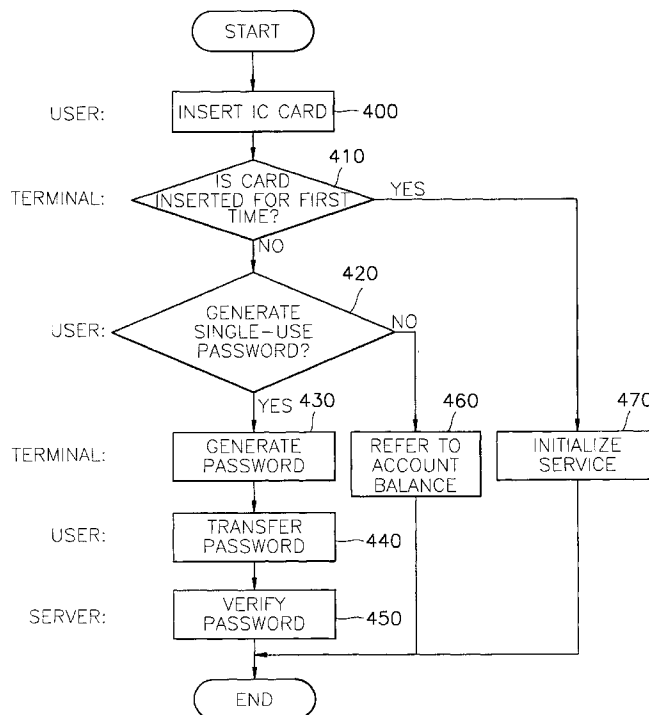 START
USER:
INSERT IC CARD
400
410
TERMINAL:
IS CARD
INSERTED FOR FIRST
TIME?
YES
NO
420
USER:
GENERATE
SINGLE-USE
PASSWORD?
NO
YES
430
460
470
TERMINAL:
GENERATE
PASSWORD
REFER TO
ACCOUNT
BALANCE
INITIALIZE
SERVICE
USER:
TRANSFER
PASSWORD
440
SERVER:
VERIFY
PASSWORD
450
END